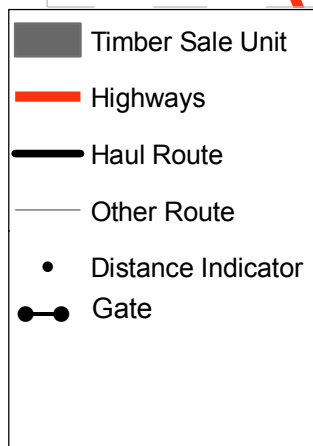 Timber Sale Unit
Highways
Haul Route
Other Route
Distance Indicator
Gate